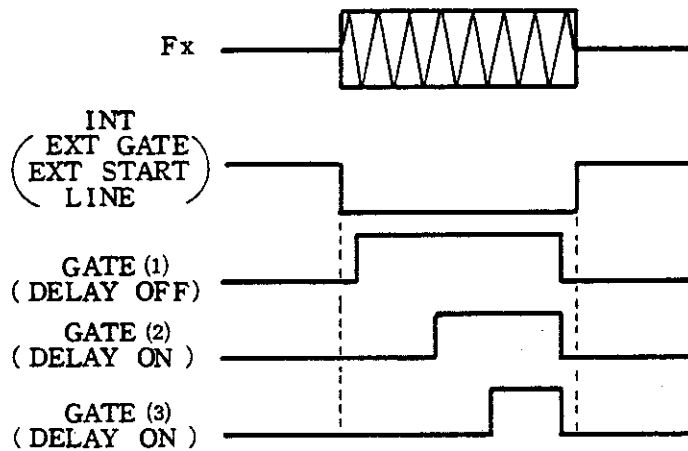 Fx
INT
EXT GATE
EXT START
LINE
GATE (1)
( DELAY OFF)
GATE (2)
( DELAY ON )
GATE (3)
( DELAY ON )